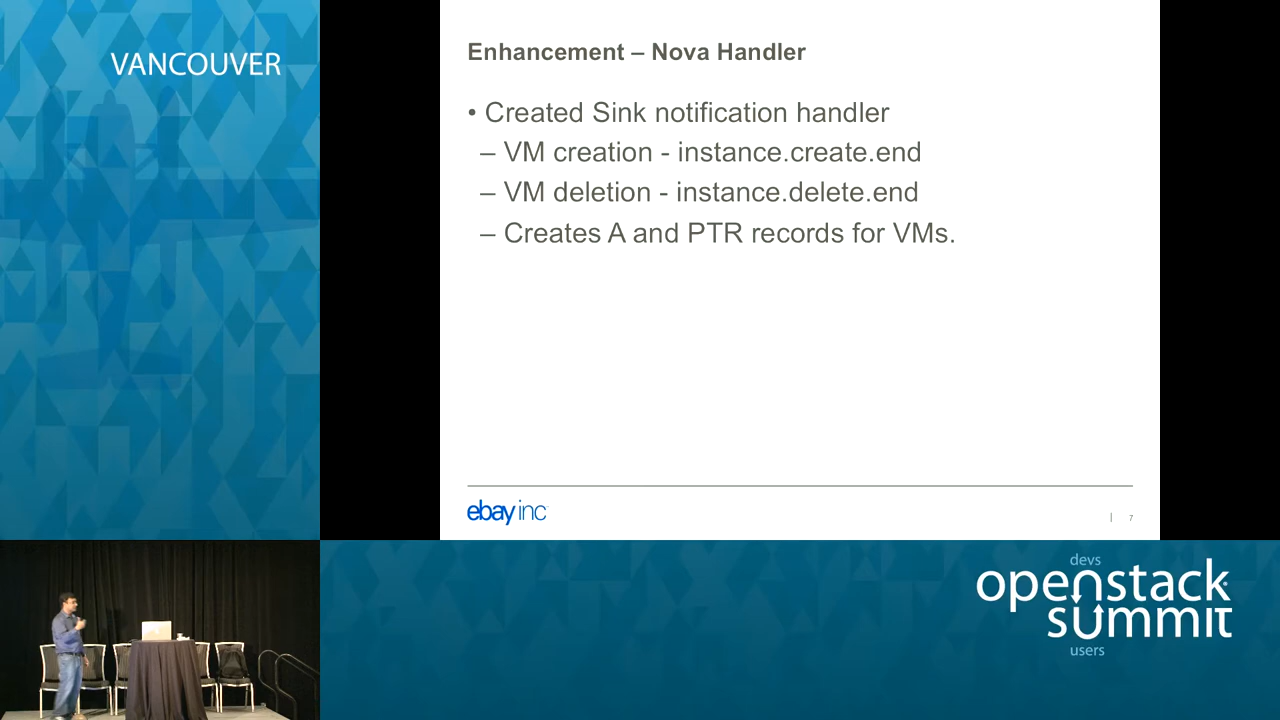 VANCOUVER
Enhancement – Nova Handler
• Created Sink notification handler
– VM creation - instance.create.end
– VM deletion - instance.delete.end
– Creates A and PTR records for VMs.
ebay inc
| 7
devs
openstack
summit
users